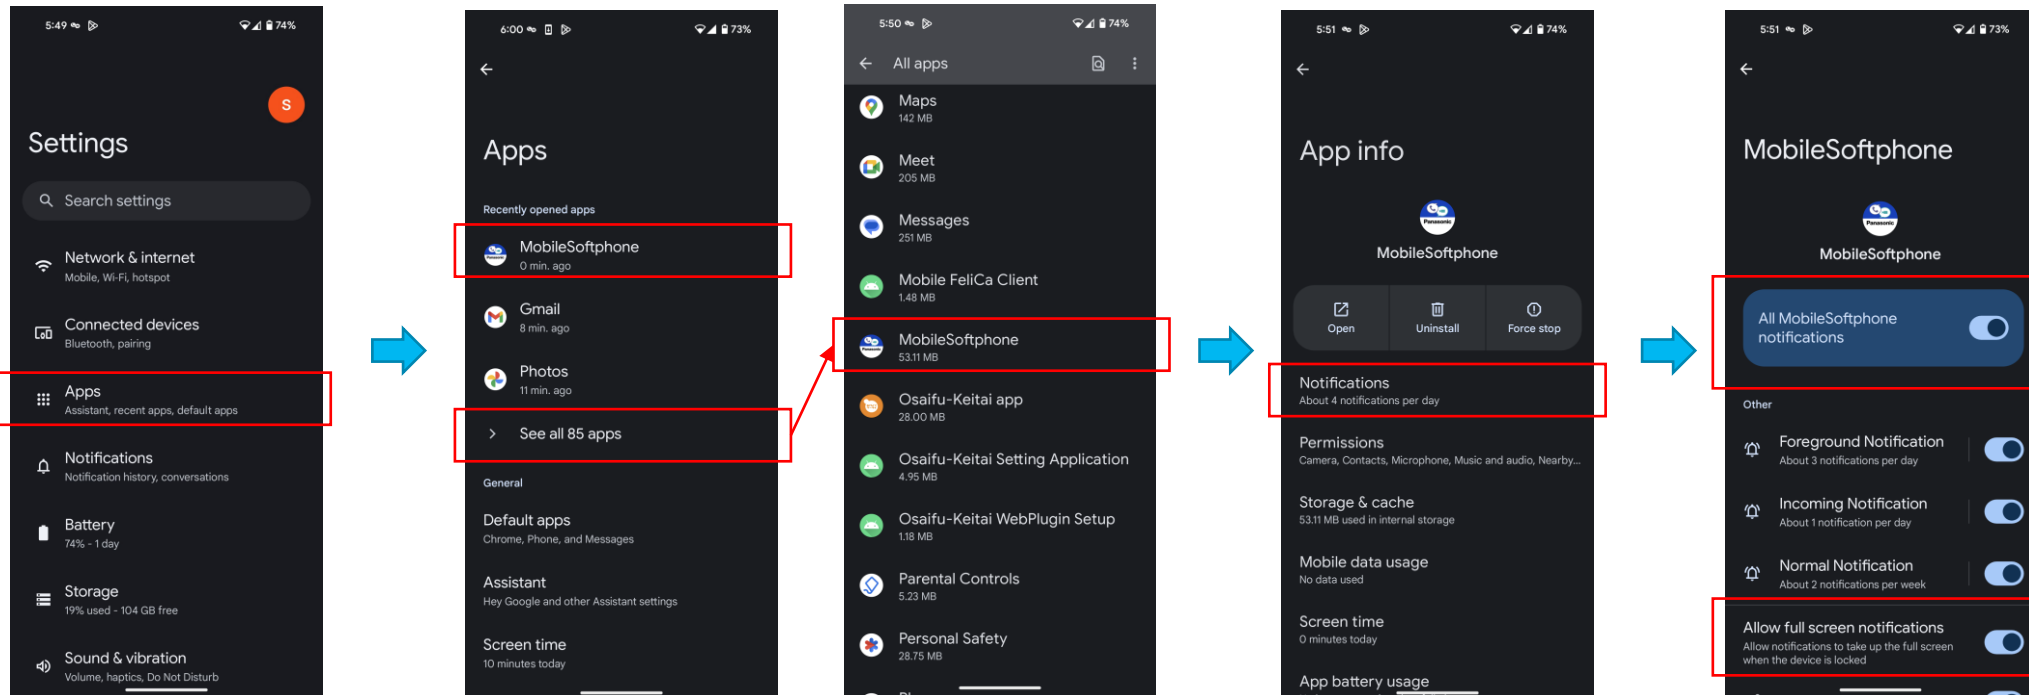 5:49
74%
S
Settings
Search settings
Network & internet
Mobile, Wi-Fi, hotspot
Connected devices
Bluetooth, pairing
Apps
Assistant, recent apps, default apps
Notifications
Notification history, conversations
Battery
74% - 1 day
Storage
19% used - 104 GB free
Sound & vibration
Volume, haptics, Do Not Disturb
6:00
73%
Apps
Recently opened apps
MobileSoftphone
0 min. ago
Gmail
8 min. ago
Photos
11 min. ago
See all 85 apps
General
Default apps
Chrome, Phone, and Messages
Assistant
Hey Google and other Assistant settings
Screen time
10 minutes today
5:50
74%
All apps
Maps
142 MB
Meet
205 MB
Messages
251 MB
Mobile FeliCa Client
1.48 MB
MobileSoftphone
53.11 MB
Osaifu-Keitai app
28.00 MB
Osaifu-Keitai Setting Application
4.95 MB
Osaifu-Keitai WebPlugin Setup
1.18 MB
Parental Controls
5.23 MB
Personal Safety
28.75 MB
5:51
74%
App info
Panasonic
MobileSoftphone
Open
Uninstall
Force stop
Notifications
About 4 notifications per day
Permissions
Camera, Contacts, Microphone, Music and audio, Nearby...
Storage & cache
53.11 MB used in internal storage
Mobile data usage
No data used
Screen time
0 minutes today
App battery usage
5:51
73%
MobileSoftphone
Panasonic
MobileSoftphone
All MobileSoftphone
notifications
Other
Foreground Notification
About 3 notifications per day
Incoming Notification
About 1 notification per day
Normal Notification
About 2 notifications per week
Allow full screen notifications
Allow notifications to take up the full screen
when the device is locked